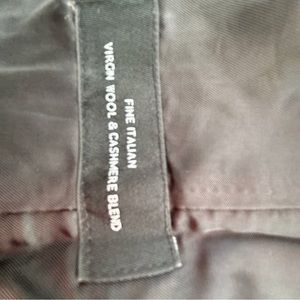 FINE ITALIAN
VIRGIN WOOL & CASHMERE BLEND